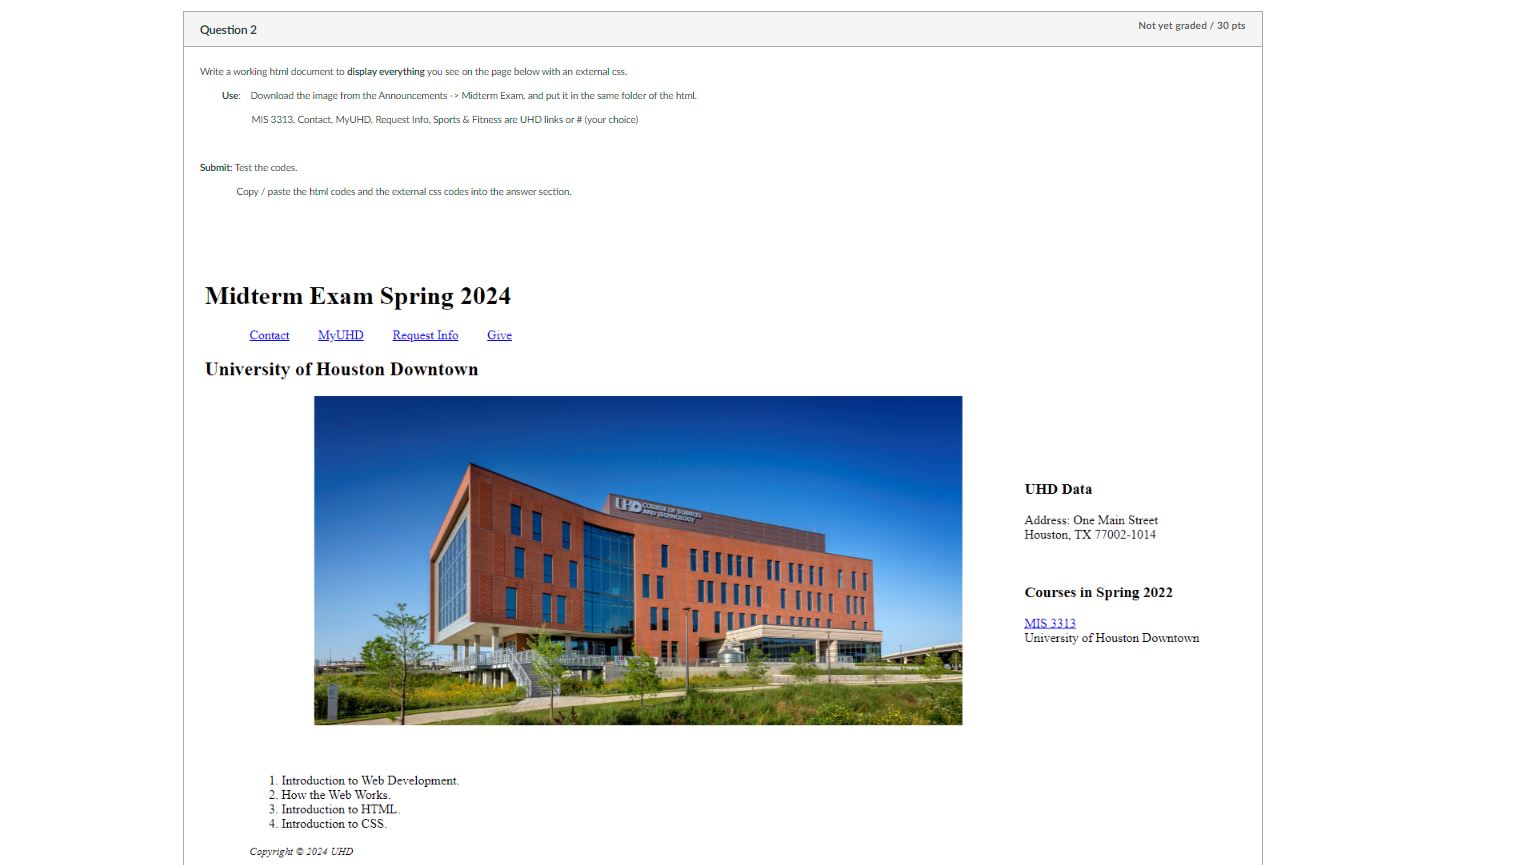 Question 2
Not yet graded / 30 pts
Write a working html document to display everything you see on the page below with an external css.
Use: Download the image from the Announcements -> Midterm Exam, and put it in the same folder of the html.
MIS 3313, Contact, MyUHD, Request Info, Sports & Fitness are UHD links or # (your choice)
Submit: Test the codes.
Copy / paste the html codes and the external css codes into the answer section.
Midterm Exam Spring 2024
Contact MyUHD Request Info Give
University of Houston Downtown
UHD COLLEGE OF SCIENCES
AND TECHNOLOGY
UHD Data
Address: One Main Street
Houston, TX 77002-1014
Courses in Spring 2022
MIS 3313
University of Houston Downtown
1. Introduction to Web Development.
2. How the Web Works.
3. Introduction to HTML.
4. Introduction to CSS.
Copyright © 2024 UHD